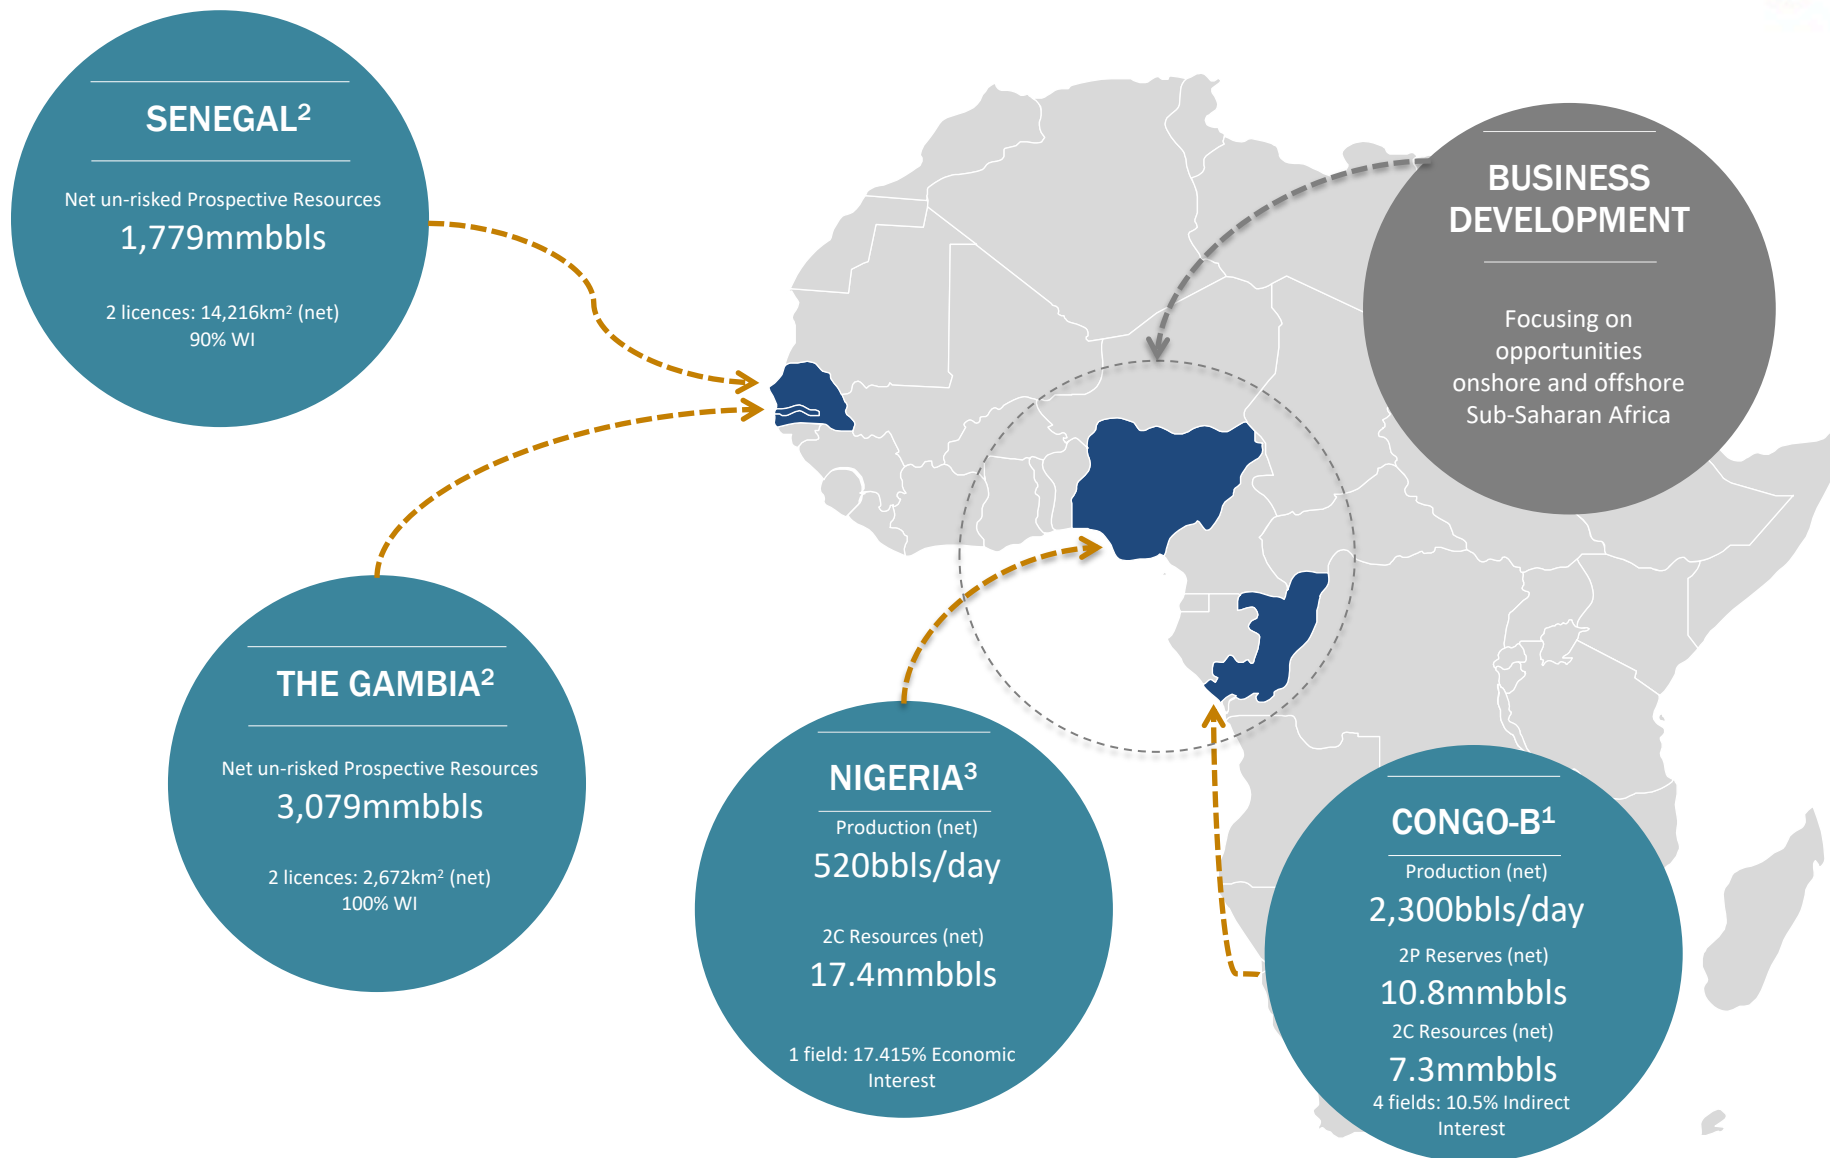 SENEGAL²
Net un-risked Prospective Resources
1,779mmbbls
2 licences: 14,216km² (net)
90% WI
BUSINESS
DEVELOPMENT
Focusing on
opportunities
onshore and offshore
Sub-Saharan Africa
THE GAMBIA²
Net un-risked Prospective Resources
3,079mmbbls
2 licences: 2,672km² (net)
100% WI
NIGERIA³
Production (net)
520bbls/day
2C Resources (net)
17.4mmbbls
1 field: 17.415% Economic
Interest
CONGO-B¹
Production (net)
2,300bbls/day
2P Reserves (net)
10.8mmbbls
2C Resources (net)
7.3mmbbls
4 fields: 10.5% Indirect
Interest